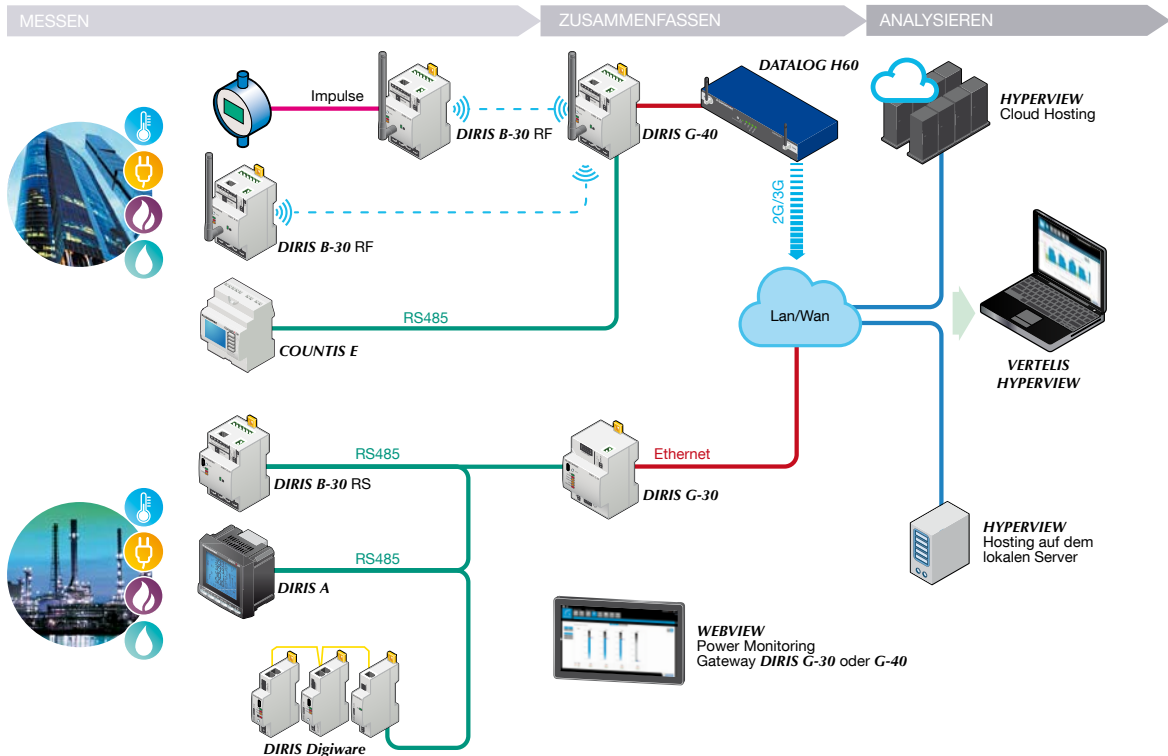 MESSEN
ZUSAMMENFASSEN
ANALYSIEREN
Impulse
DIRIS B-30 RF
DIRIS G-40
DATALOG H60
HYPERVIEW
Cloud Hosting
DIRIS B-30 RF
2G/3G
RS485
COUNTIS E
Lan/Wan
VERTELIS
HYPERVIEW
RS485
DIRIS B-30 RS
Ethernet
DIRIS G-30
RS485
DIRIS A
HYPERVIEW
Hosting auf dem
lokalen Server
WEBVIEW
Power Monitoring
Gateway DIRIS G-30 oder G-40
DIRIS Digiware